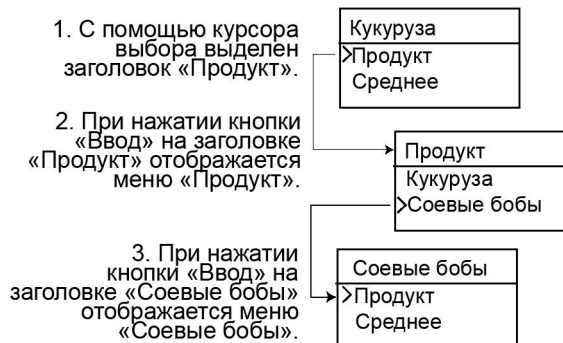 1. С помощью курсора
выбора выделен
заголовок «Продукт».
Кукуруза
Продукт
Среднее
2. При нажатии кнопки
«Ввод» на заголовке
«Продукт» отображается
меню «Продукт».
Продукт
Кукуруза
Соевые бобы
3. При нажатии
кнопки «Ввод» на
заголовке «Соевые бобы»
отображается меню
«Соевые бобы».
Соевые бобы
Продукт
Среднее